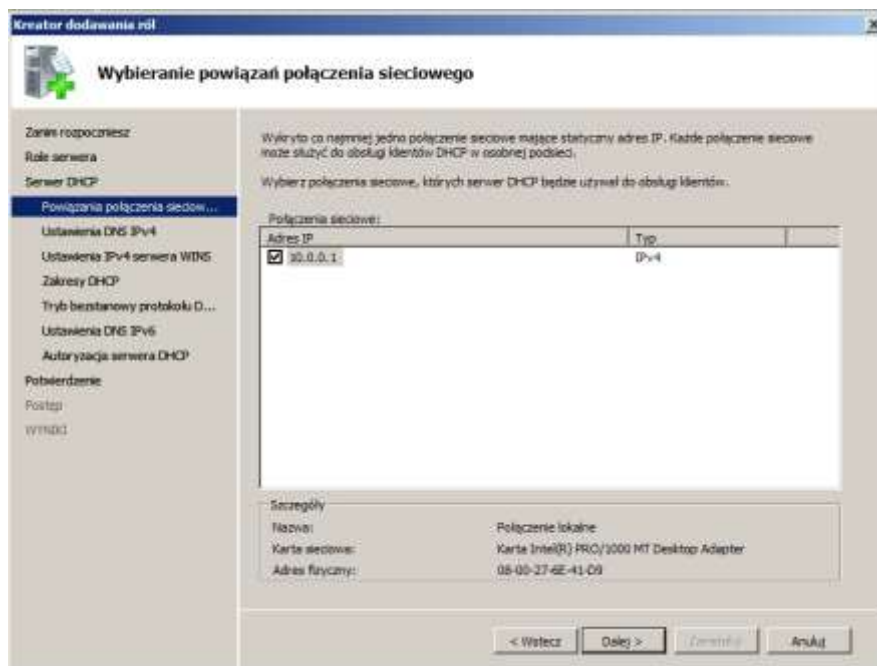 Kreator dodawania ról
Wybieranie powiązań połączenia sieciowego
Zanim rozpoczniesz
Role serwera
Serwer DHCP
Powiązania połączenia sieciow...
Ustawienia DNS IPv4
Ustawienia IPv4 serwera WINS
Zakresy DHCP
Tryb bezstanowy protokołu D...
Ustawienia DNS IPv6
Autoryzacja serwera DHCP
Potwierdzenie
Postęp
Wyniki
Wykryto co najmniej jedno połączenie sieciowe mające statyczny adres IP. Każde połączenie sieciowe
może służyć do obsługi klientów DHCP w osobnej podsieci.
Wybierz połączenia sieciowe, których serwer DHCP będzie używał do obsługi klientów.
Połączenia sieciowe:
Adres IP Typ
10.0.0.1 IPv4
Szczegóły
Nazwa: Połączenie lokalne
Karta sieciowa: Karta Intel(R) PRO/1000 MT Desktop Adapter
Adres fizyczny: 08-00-27-6E-41-D9
< Wstecz Dalej > Zainstaluj Anuluj